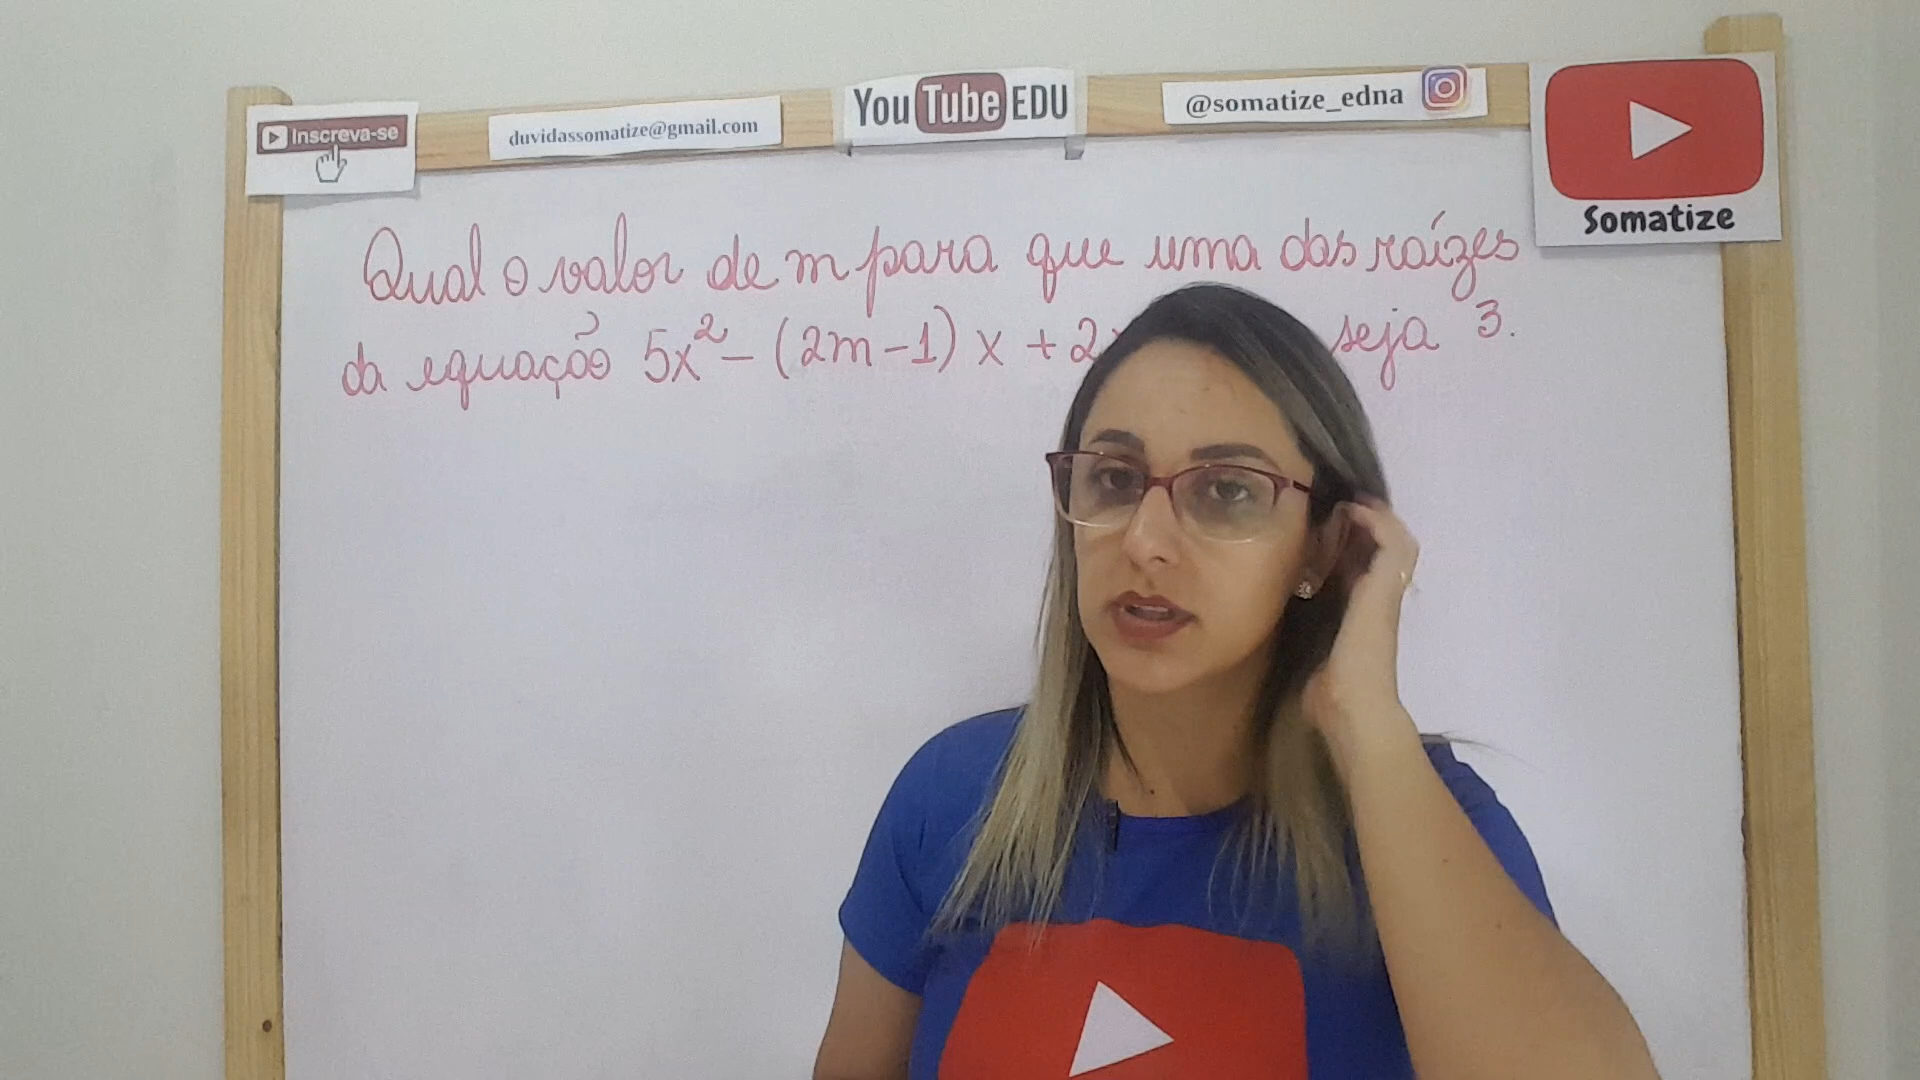 Inscreva-se
duvidassomatize@gmail.com
YouTube EDU
@somatize_edna
Somatize
Qual o valor de m para que uma das raízes
da equação 5x² - (2m-1) x + 2 seja 3.